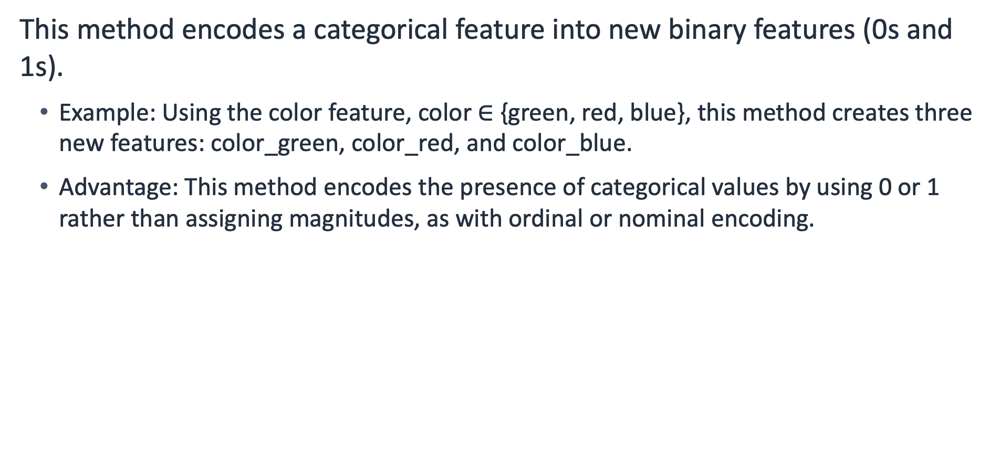 This method encodes a categorical feature into new binary features (0s and
1s).
• Example: Using the color feature, color ∈ {green, red, blue}, this method creates three
new features: color_green, color_red, and color_blue.
• Advantage: This method encodes the presence of categorical values by using 0 or 1
rather than assigning magnitudes, as with ordinal or nominal encoding.